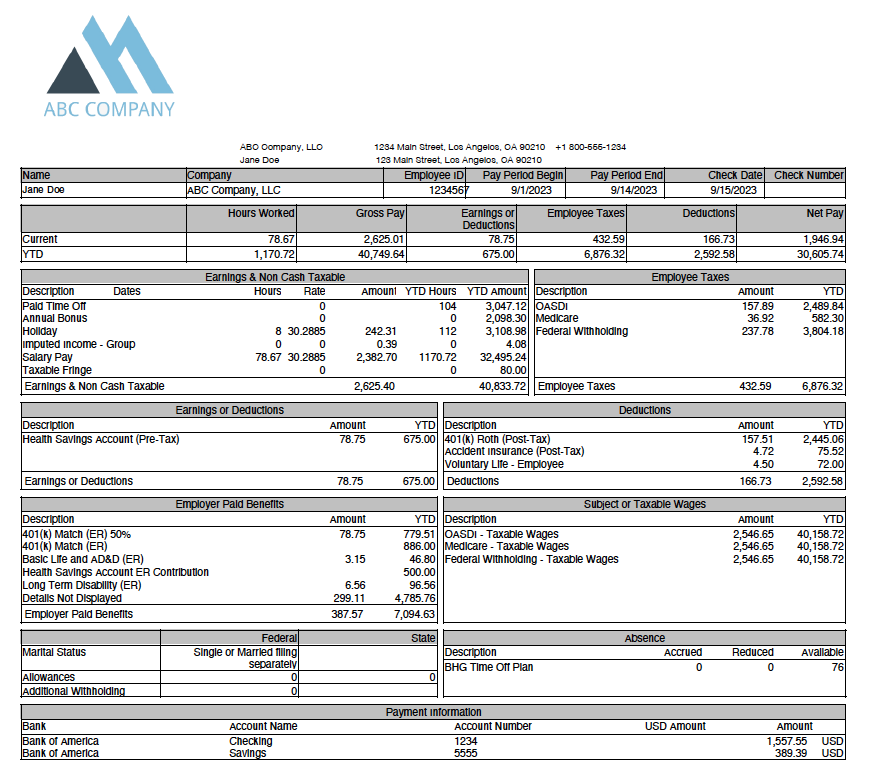 ABC COMPANY
ABC Company, LLC 1234 Main Street, Los Angelos, CA 90210 +1 800-555-1234
Jane Doe 123 Main Street, Los Angelos, CA 90210
Name Company Employee ID Pay Period Begin Pay Period End Check Date Check Number
Jane Doe ABC Company, LLC 1234567 9/1/2023 9/14/2023 9/15/2023
Hours Worked Gross Pay Earnings or Deductions Employee Taxes Deductions Net Pay
Current 78.67 2,625.01 78.75 432.59 166.73 1,946.94
YTD 1,170.72 40,749.64 675.00 6,876.32 2,592.58 30,605.74
Earnings & Non Cash Taxable
Description Dates Hours Rate Amount YTD Hours YTD Amount
Paid Time Off 0 104 3,047.12
Annual Bonus 0 0 2,098.30
Holiday 8 30.2885 242.31 112 3,108.98
Imputed Income - Group 0 0 0.39 0 4.08
Salary Pay 78.67 30.2885 2,382.70 1170.72 32,495.24
Taxable Fringe 0 0 80.00
Earnings & Non Cash Taxable 2,625.40 40,833.72
Employee Taxes
Description Amount YTD
OASDI 157.89 2,489.84
Medicare 36.92 582.30
Federal Withholding 237.78 3,804.18
Employee Taxes 432.59 6,876.32
Earnings or Deductions
Description Amount YTD
Health Savings Account (Pre-Tax) 78.75 675.00
Earnings or Deductions 78.75 675.00
Deductions
Description Amount YTD
401(k) Roth (Post-Tax) 157.51 2,445.06
Accident Insurance (Post-Tax) 4.72 75.52
Voluntary Life - Employee 4.50 72.00
Deductions 166.73 2,592.58
Employer Paid Benefits
Description Amount YTD
401(k) Match (ER) 50% 78.75 779.51
401(k) Match (ER) 886.00
Basic Life and AD&D (ER) 3.15 46.80
Health Savings Account ER Contribution 500.00
Long Term Disability (ER) 6.56 96.56
Details Not Displayed 299.11 4,785.76
Employer Paid Benefits 387.57 7,094.63
Subject or Taxable Wages
Description Amount YTD
OASDI - Taxable Wages 2,546.65 40,158.72
Medicare - Taxable Wages 2,546.65 40,158.72
Federal Withholding - Taxable Wages 2,546.65 40,158.72
Federal State
Marital Status Single or Married filing separately
Allowances 0 0
Additional Withholding 0
Absence
Description Accrued Reduced Available
BHG Time Off Plan 0 0 76
Payment Information
Bank Account Name Account Number USD Amount Amount
Bank of America Checking 1234 1,557.55 USD
Bank of America Savings 5555 389.39 USD